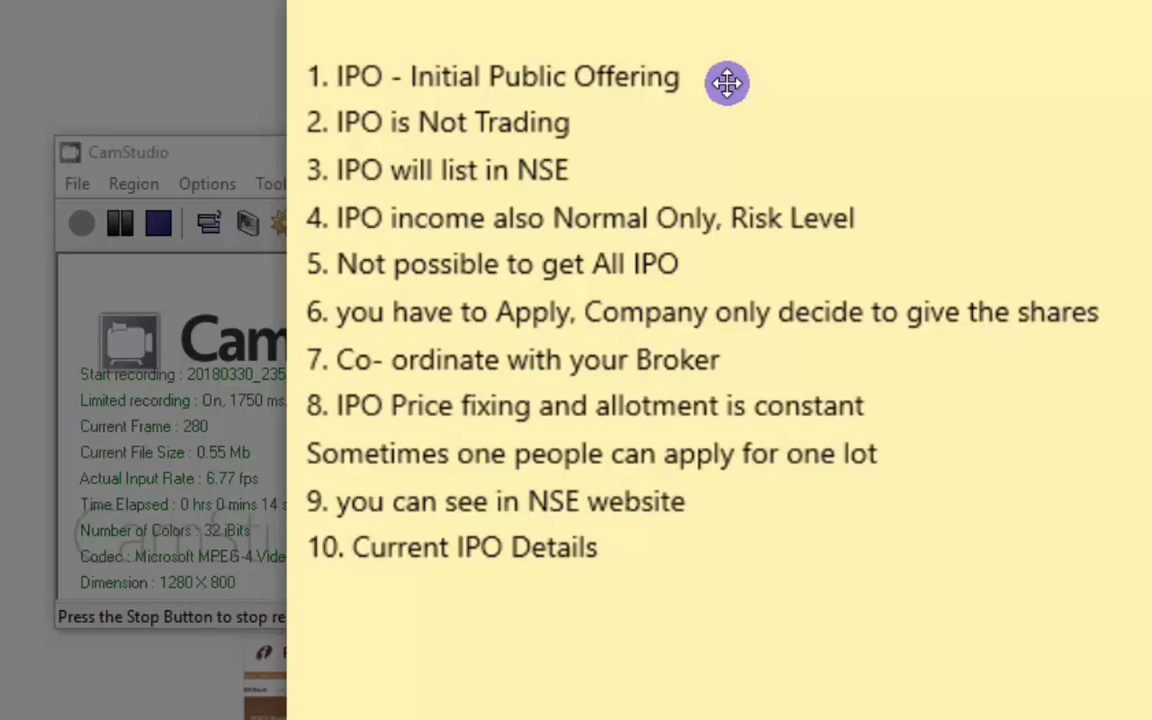 1. IPO - Initial Public Offering
2. IPO is Not Trading
3. IPO will list in NSE
4. IPO income also Normal Only, Risk Level
5. Not possible to get All IPO
6. you have to Apply, Company only decide to give the shares
7. Co- ordinate with your Broker
8. IPO Price fixing and allotment is constant
Sometimes one people can apply for one lot
9. you can see in NSE website
10. Current IPO Details
CamStudio
File Region Options
Cam
Start recording : 20180330_235
Limited recording : On, 1750 ms.
Current Frame : 280
Current File Size : 0.55 Mb
Actual Input Rate : 6.77 fps
Time Elapsed : 0 hrs 0 mins 14 s
Number of Colors : 32 iBits
Codec : Microsoft MPEG-4 Vide
Dimension : 1280 X 800
Press the Stop Button to stop re